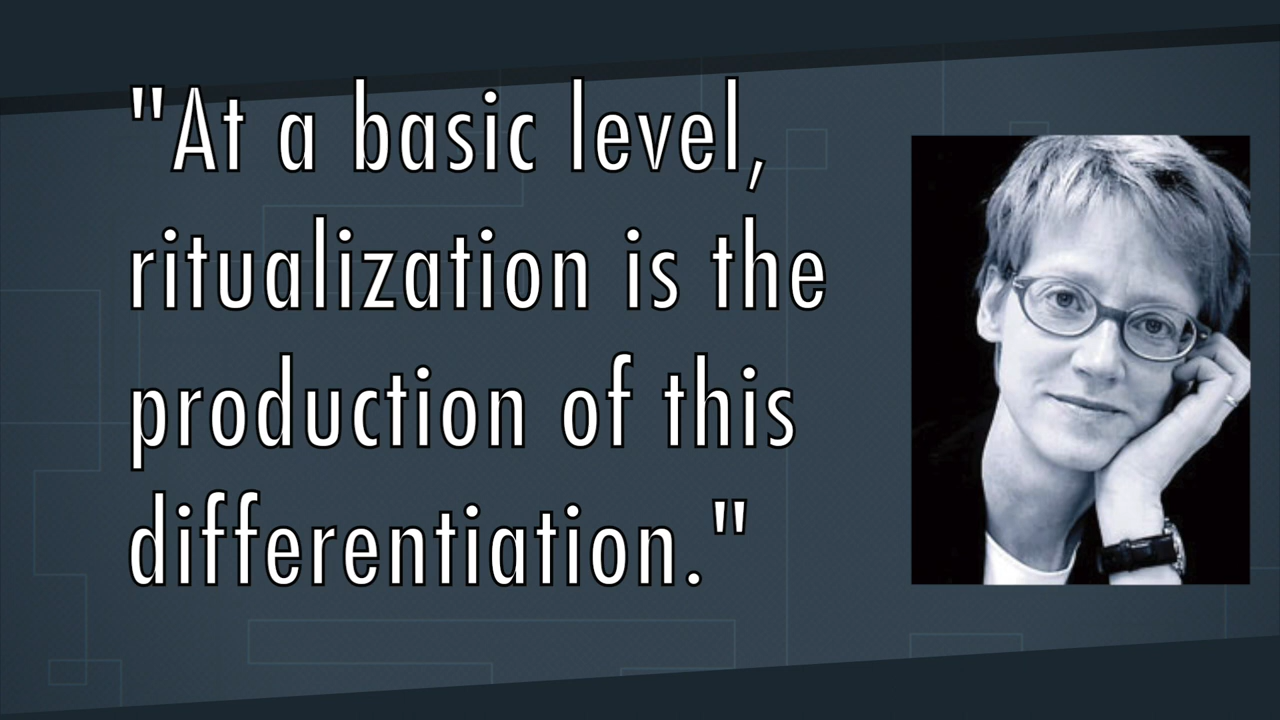 "At a basic level,
ritualization is the
production of this
differentiation."